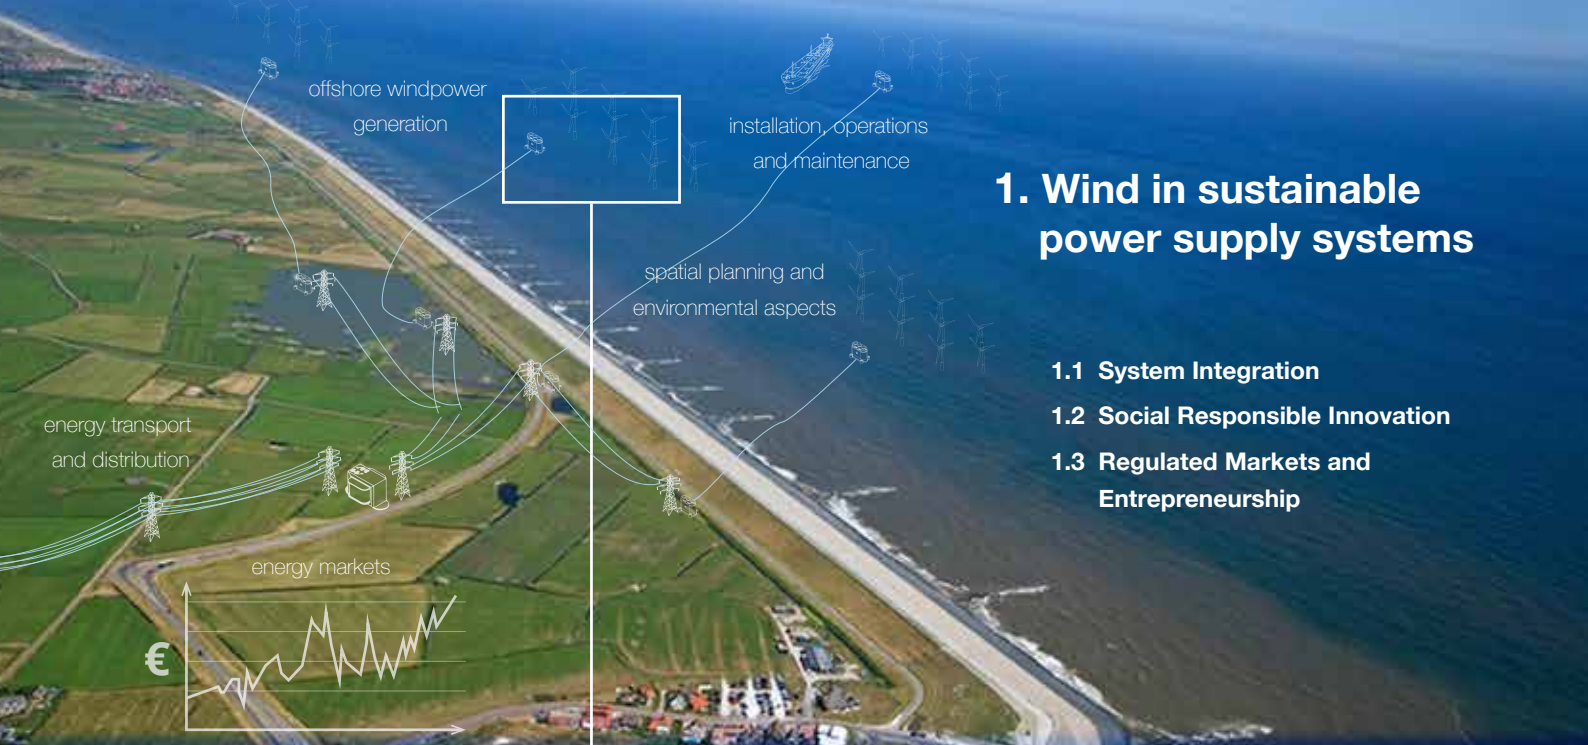 offshore windpower
generation
installation, operations
and maintenance
1. Wind in sustainable
power supply systems
spatial planning and
environmental aspects
1.1 System Integration
1.2 Social Responsible Innovation
1.3 Regulated Markets and
Entrepreneurship
energy transport
and distribution
energy markets
€